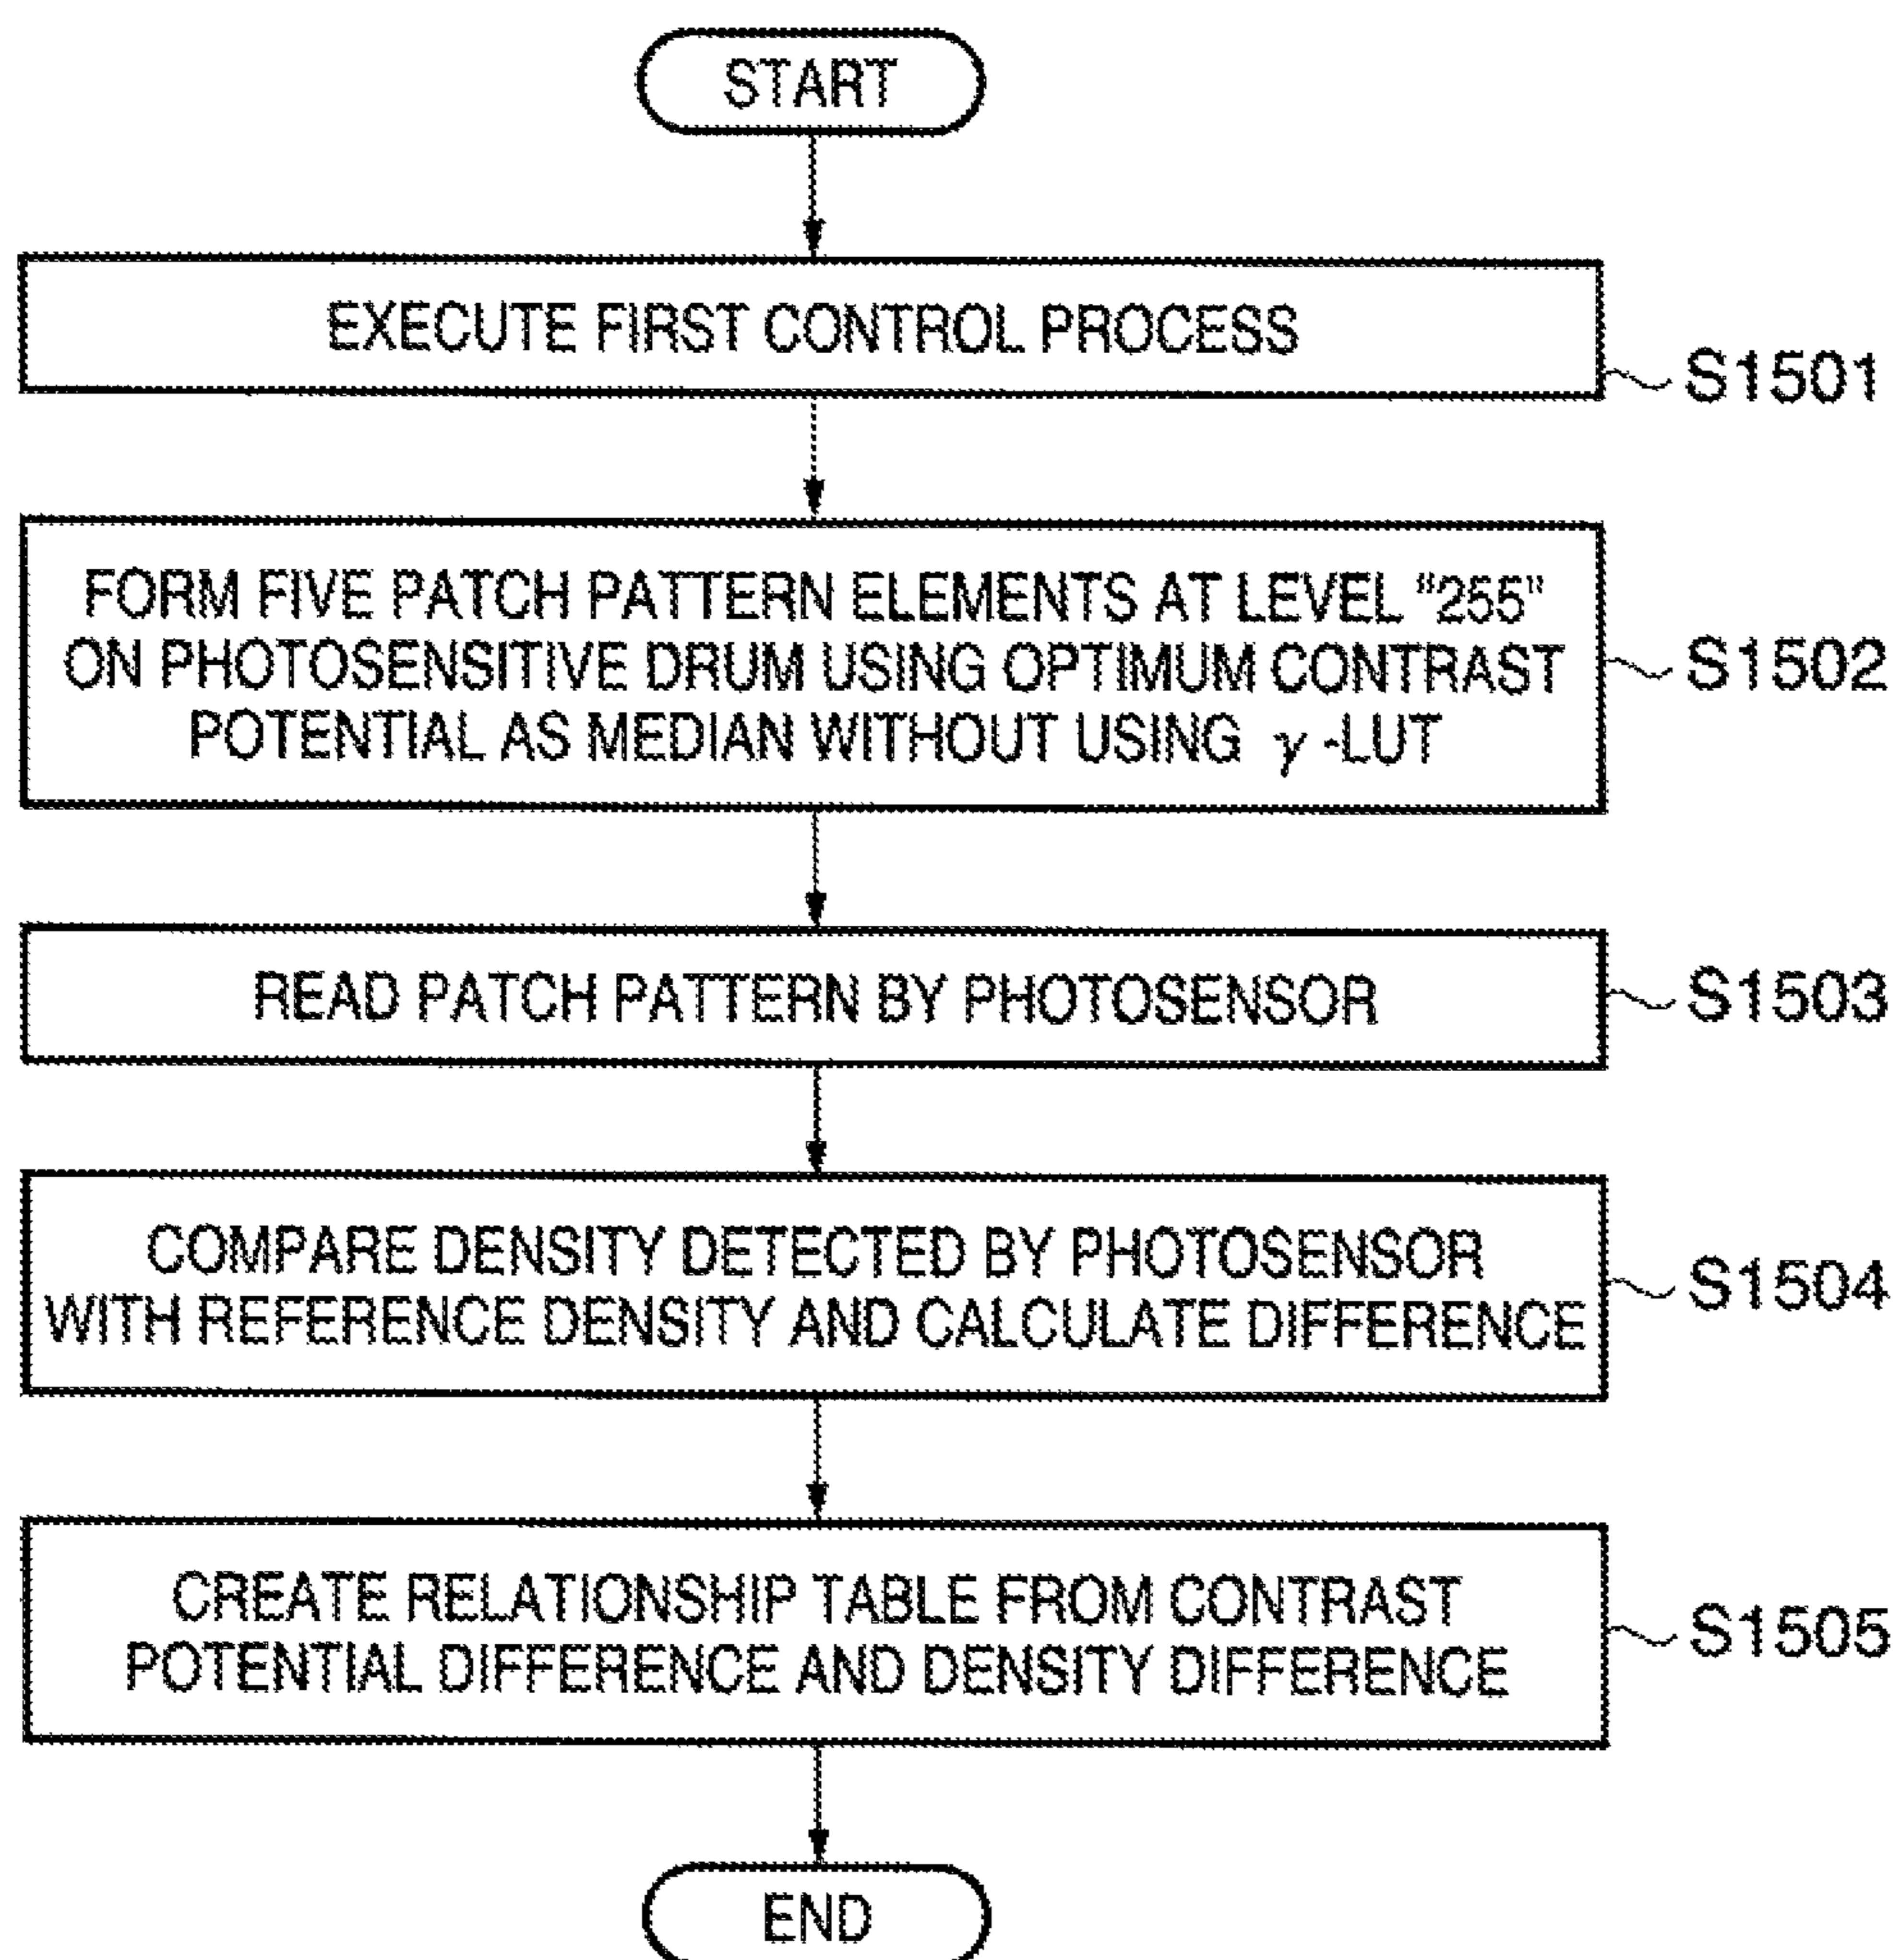 START
EXECUTE FIRST CONTROL PROCESS
S1501
FORM FIVE PATCH PATTERN ELEMENTS AT LEVEL "255"
ON PHOTOSENSITIVE DRUM USING OPTIMUM CONTRAST
POTENTIAL AS MEDIAN WITHOUT USING γ-LUT
S1502
READ PATCH PATTERN BY PHOTOSENSOR
S1503
COMPARE DENSITY DETECTED BY PHOTOSENSOR
WITH REFERENCE DENSITY AND CALCULATE DIFFERENCE
S1504
CREATE RELATIONSHIP TABLE FROM CONTRAST
POTENTIAL DIFFERENCE AND DENSITY DIFFERENCE
S1505
END